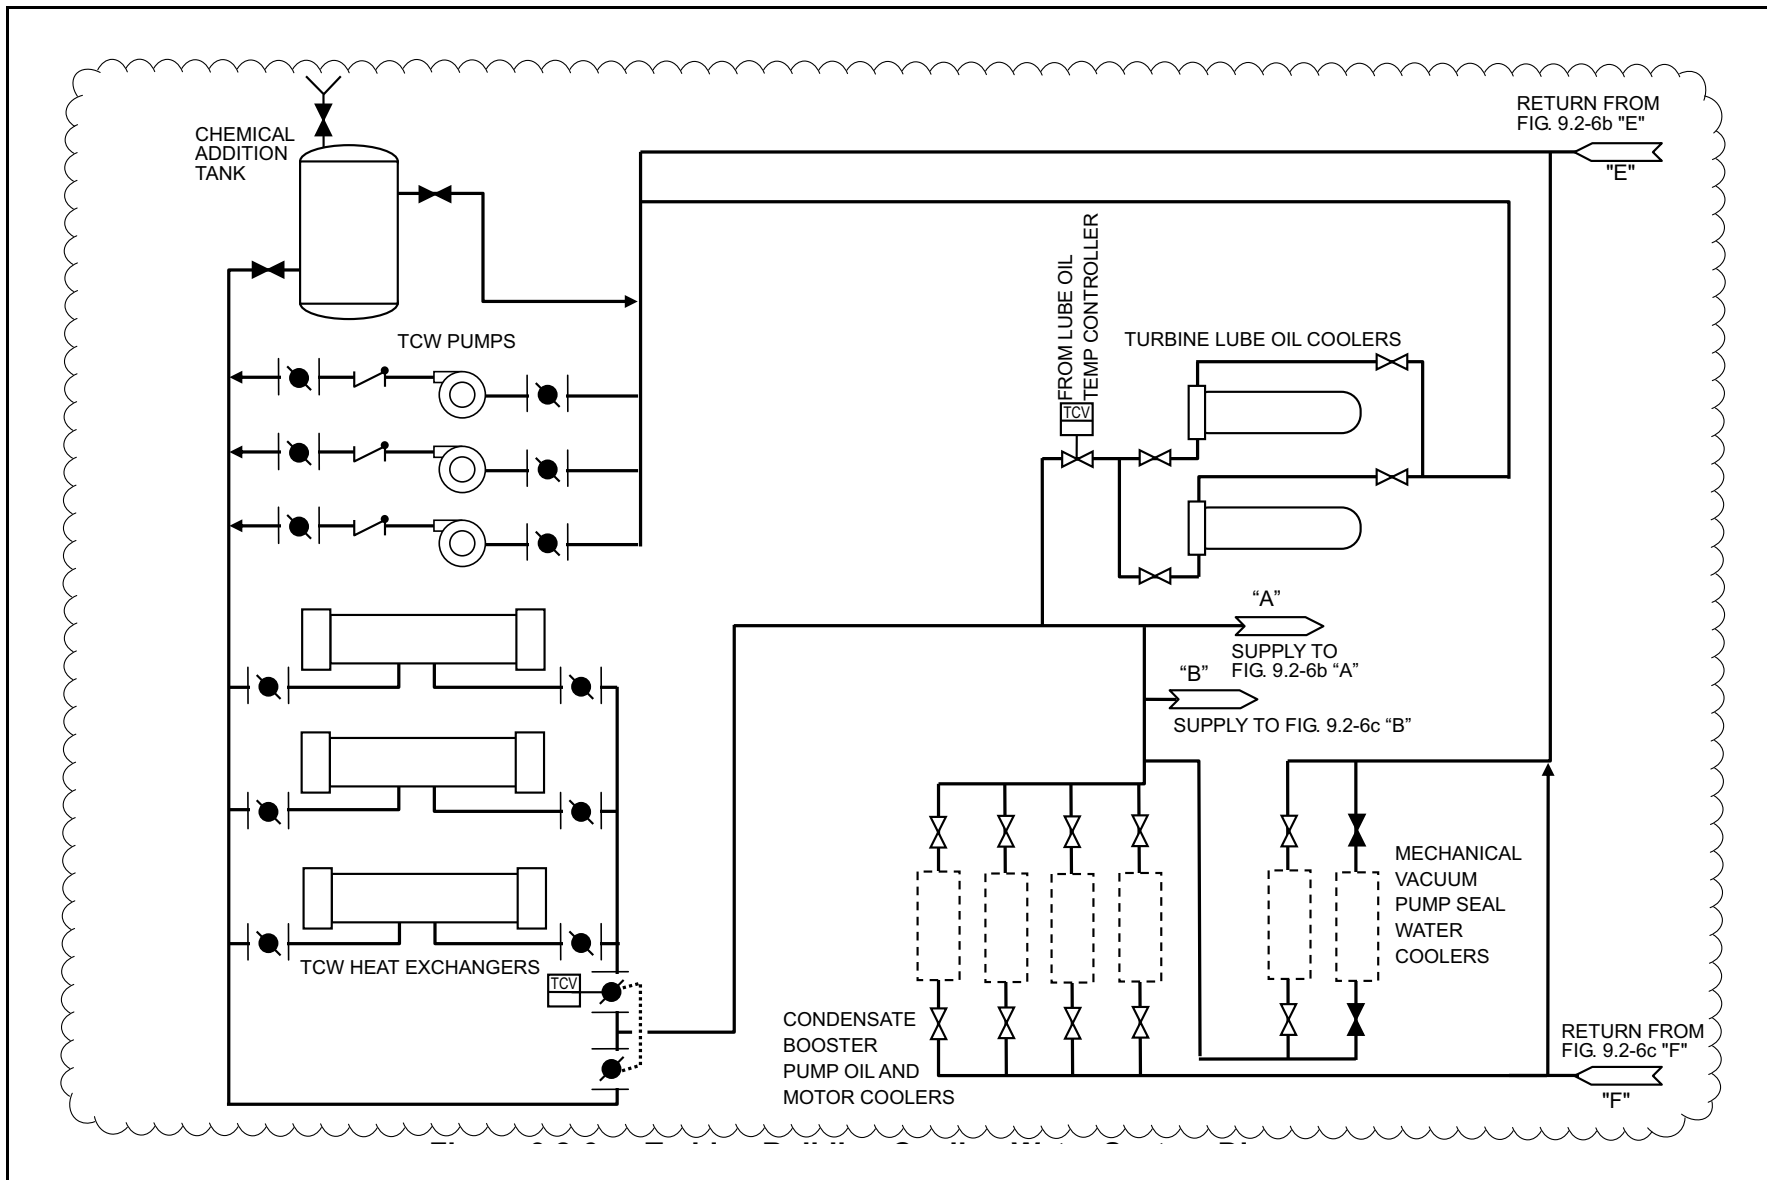 RETURN FROM
FIG. 9.2-6b "E"
"E"
CHEMICAL
ADDITION
TANK
TCW PUMPS
FROM LUBE OIL
TEMP CONTROLLER
TCV
TURBINE LUBE OIL COOLERS
“A”
SUPPLY TO
FIG. 9.2-6b “A”
“B”
SUPPLY TO FIG. 9.2-6c “B”
TCW HEAT EXCHANGERS
TCV
MECHANICAL
VACUUM
PUMP SEAL
WATER
COOLERS
CONDENSATE
BOOSTER
PUMP OIL AND
MOTOR COOLERS
RETURN FROM
FIG. 9.2-6c "F"
"F"